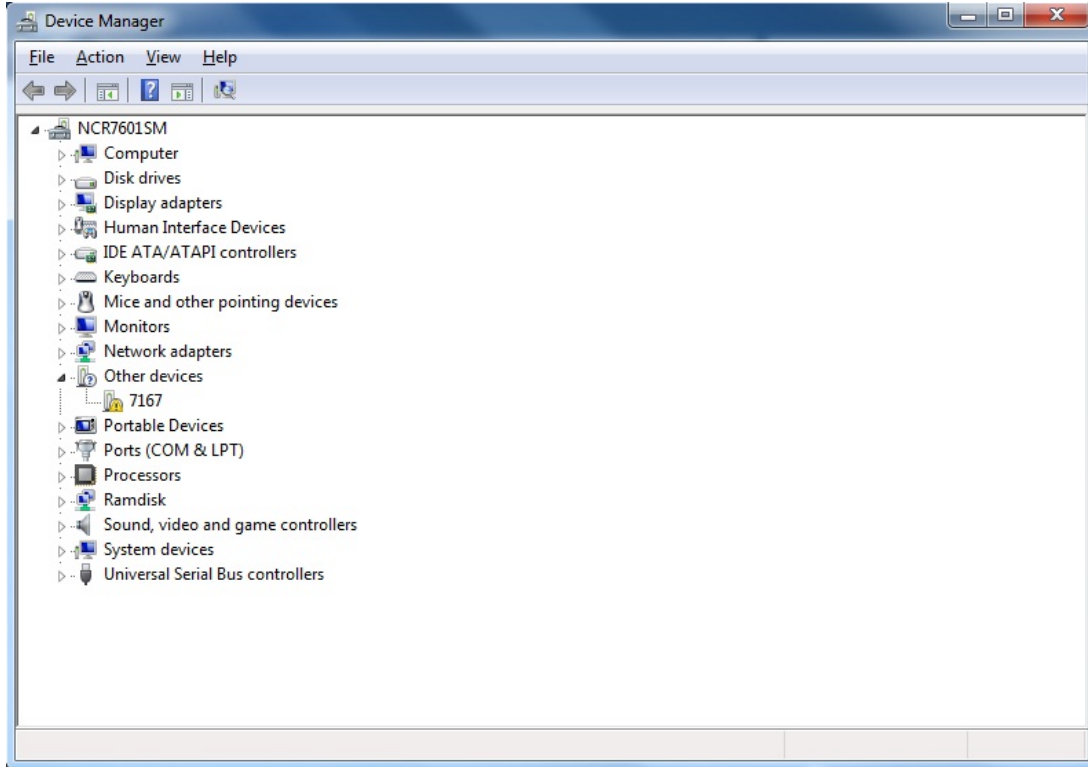 Device Manager
File Action View Help
NCR7601SM
Computer
Disk drives
Display adapters
Human Interface Devices
IDE ATA/ATAPI controllers
Keyboards
Mice and other pointing devices
Monitors
Network adapters
Other devices
7167
Portable Devices
Ports (COM & LPT)
Processors
Ramdisk
Sound, video and game controllers
System devices
Universal Serial Bus controllers